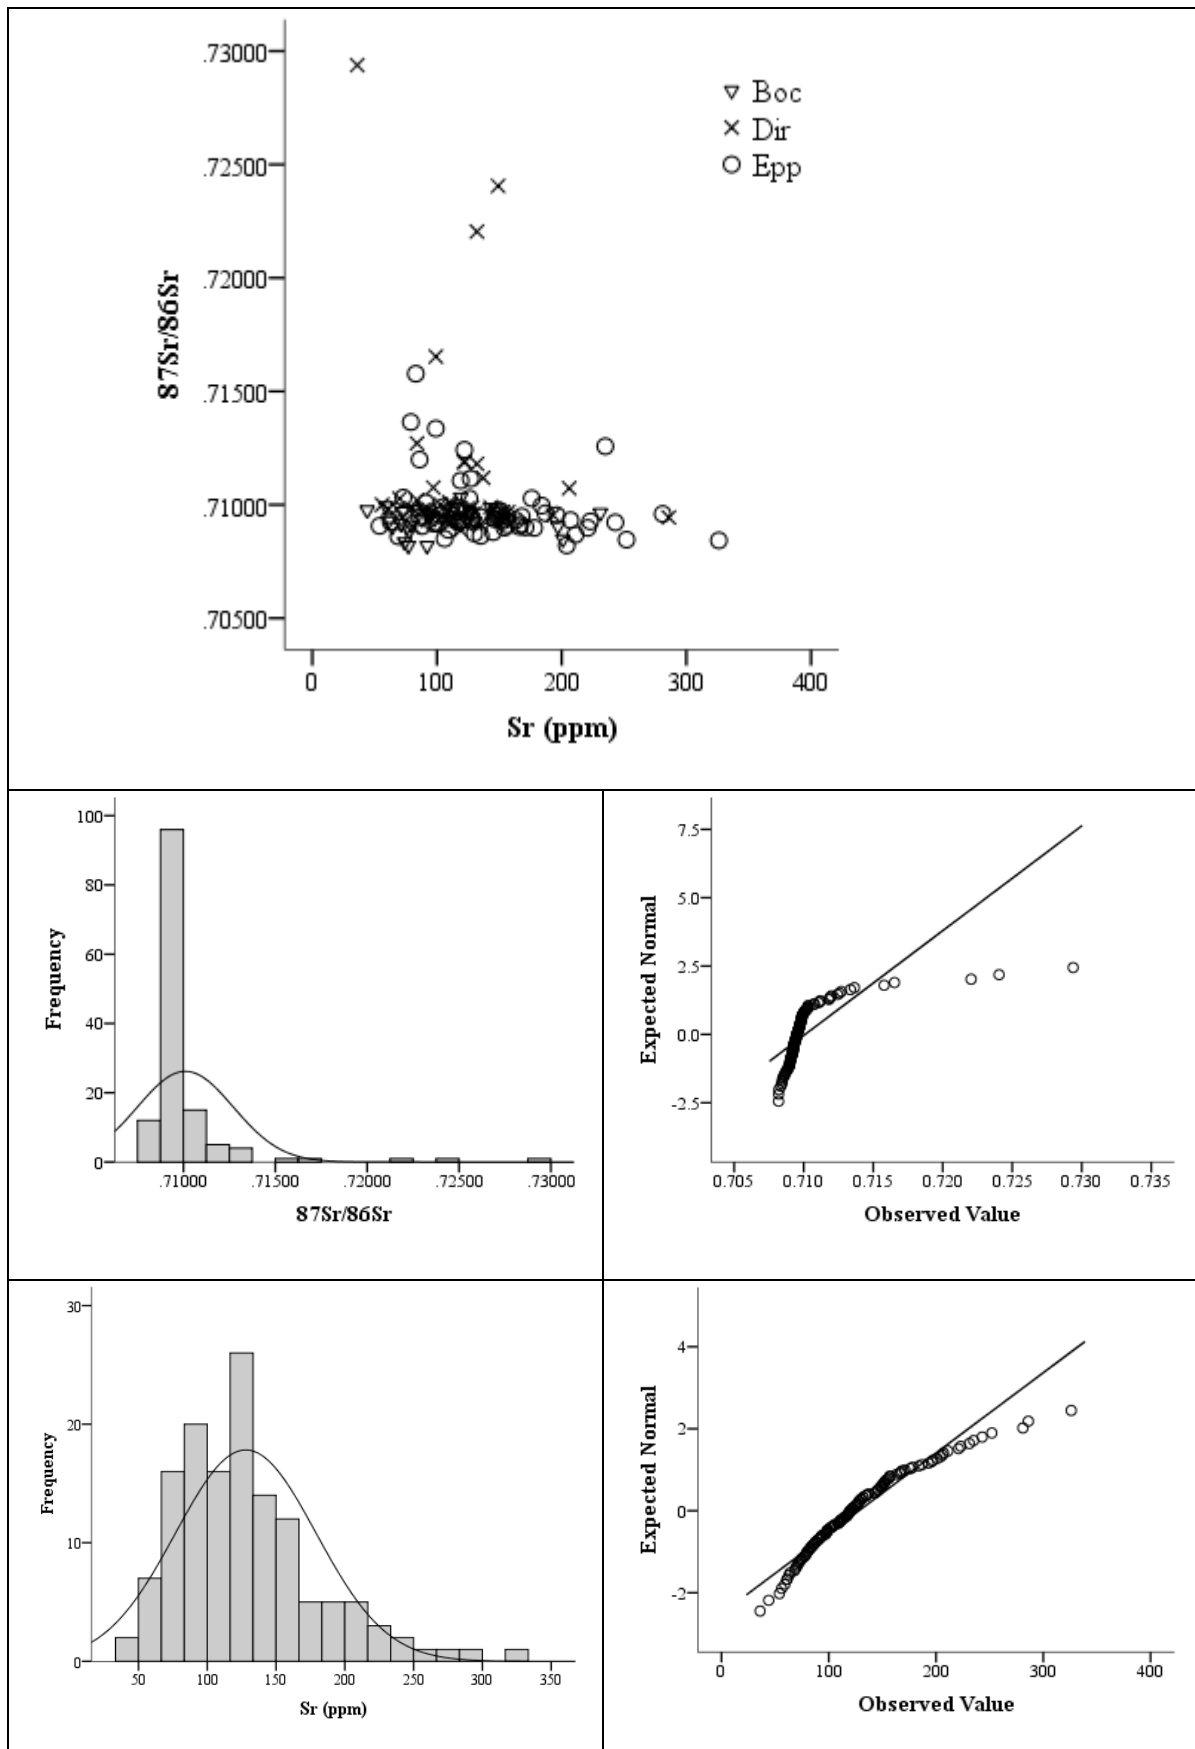 .73000
.72500
.72000
.71500
.71000
.70500
87Sr/86Sr
Boc
Dir
Epp
0 100 200 300 400
Sr (ppm)
100
80
60
40
20
0
Frequency
.71000 .71500 .72000 .72500 .73000
87Sr/86Sr
7.5
5.0
2.5
0.0
-2.5
Expected Normal
0.705 0.710 0.715 0.720 0.725 0.730 0.735
Observed Value
30
20
10
0
Frequency
50 100 150 200 250 300 350
Sr (ppm)
4
2
0
-2
Expected Normal
0 100 200 300 400
Observed Value